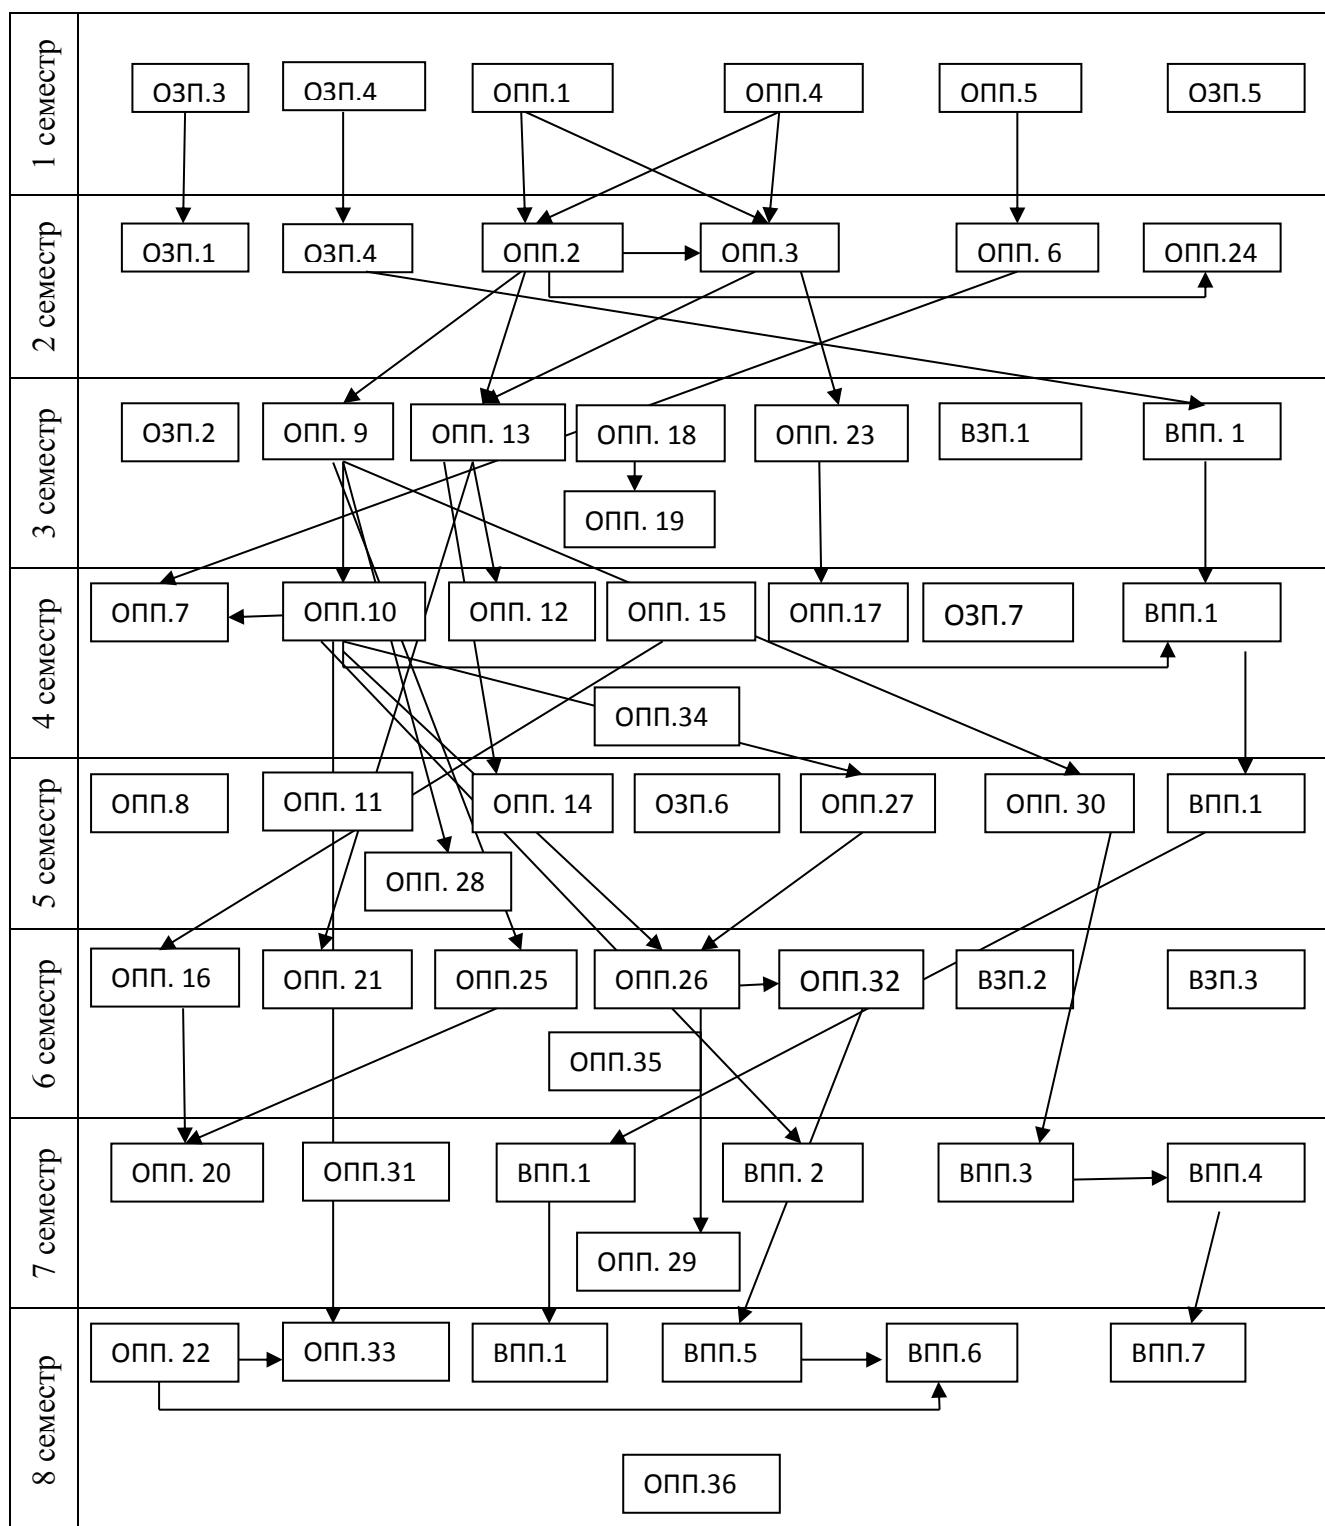 1 семестр
ОЗП.3
ОЗП.4
ОПП.1
ОПП.4
ОПП.5
ОЗП.5
2 семестр
ОЗП.1
ОЗП.4
ОПП.2
ОПП.3
ОПП. 6
ОПП.24
3 семестр
ОЗП.2
ОПП. 9
ОПП. 13
ОПП. 18
ОПП. 23
ВЗП.1
ВПП. 1
ОПП. 19
4 семестр
ОПП.7
ОПП.10
ОПП. 12
ОПП. 15
ОПП.17
ОЗП.7
ВПП.1
ОПП.34
5 семестр
ОПП.8
ОПП. 11
ОПП. 14
ОЗП.6
ОПП.27
ОПП. 30
ВПП.1
ОПП. 28
6 семестр
ОПП. 16
ОПП. 21
ОПП.25
ОПП.26
ОПП.32
ВЗП.2
ВЗП.3
ОПП.35
7 семестр
ОПП. 20
ОПП.31
ВПП.1
ВПП. 2
ВПП.3
ВПП.4
ОПП. 29
8 семестр
ОПП. 22
ОПП.33
ВПП.1
ВПП.5
ВПП.6
ВПП.7
ОПП.36